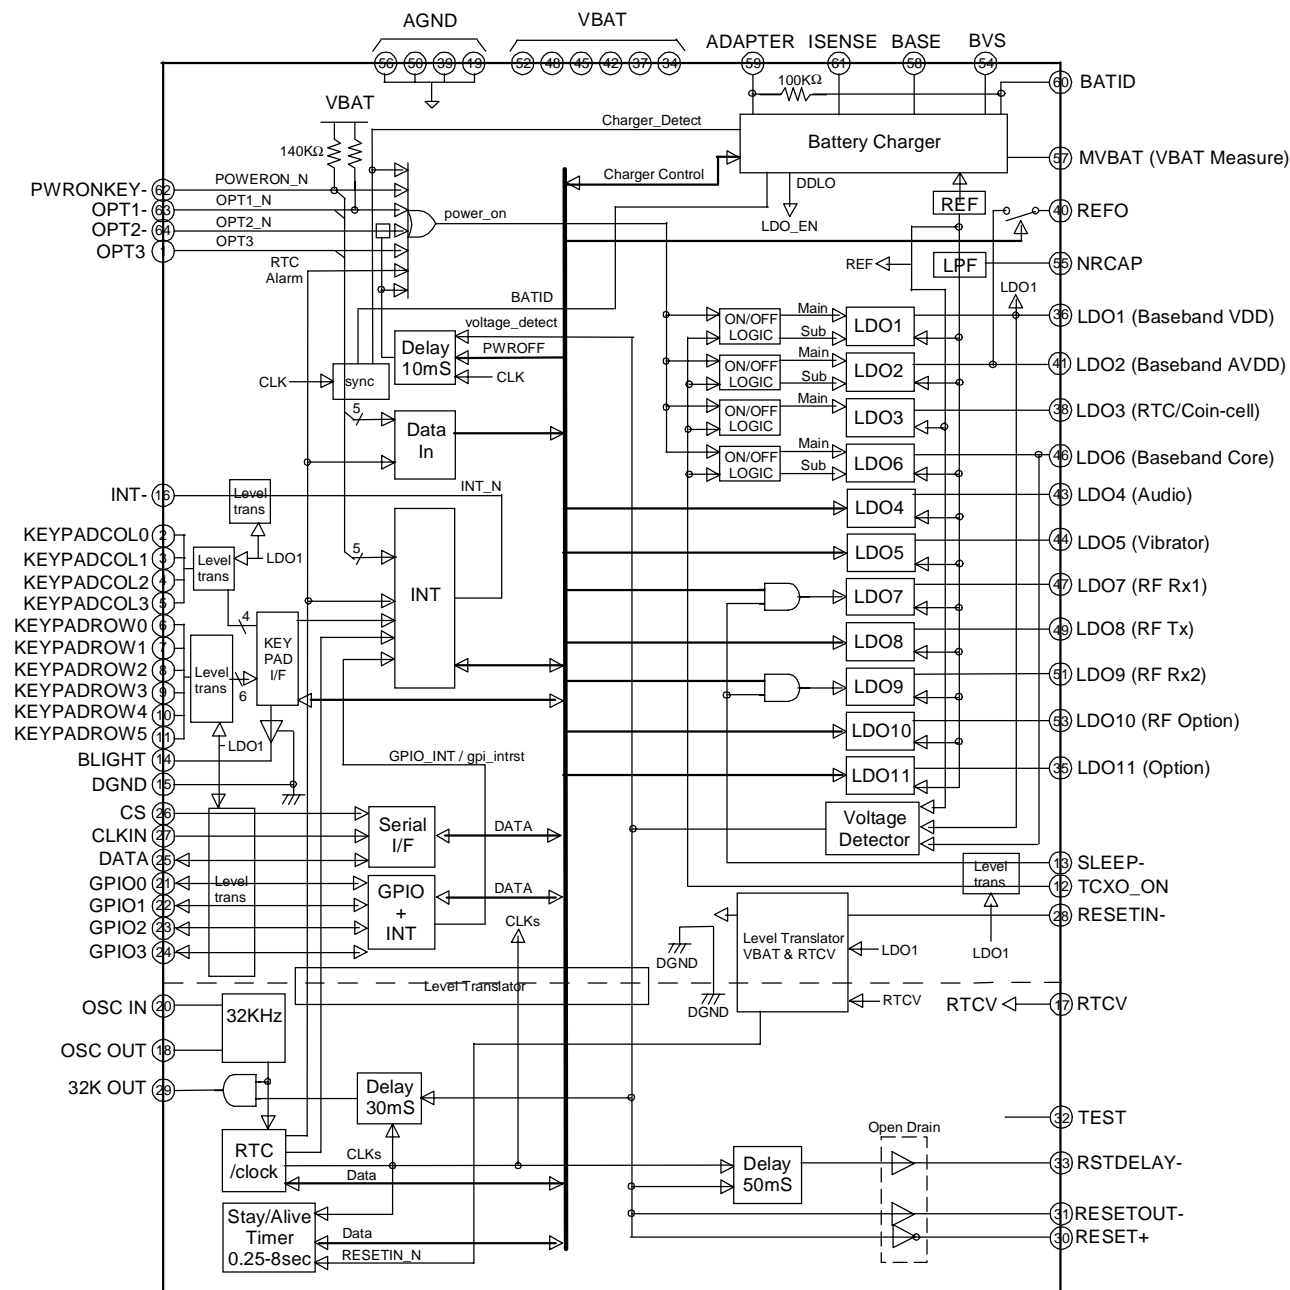 AGND
VBAT
ADAPTER ISENSE BASE BVS
56 50 39 19
52 48 45 42 37 34
59 61 58 54
100KΩ
60 BATID
VBAT
140KΩ
Charger_Detect
Battery Charger
57 MVBAT (VBAT Measure)
Charger Control
DDLO
LDO_EN
REF
40 REFO
PWRONKEY- 62 POWERON_N
OPT1- 63 OPT1_N
OPT2- 64 OPT2_N
OPT3 1 OPT3
power_on
RTC
Alarm
REF
LPF
55 NRCAP
LDO1
BATID
voltage_detect
PWROFF
CLK
Delay
10mS
CLK
sync
ON/OFF
LOGIC
Main
Sub
LDO1
36 LDO1 (Baseband VDD)
ON/OFF
LOGIC
Main
Sub
LDO2
41 LDO2 (Baseband AVDD)
ON/OFF
LOGIC
Main
LDO3
38 LDO3 (RTC/Coin-cell)
ON/OFF
LOGIC
Main
Sub
LDO6
46 LDO6 (Baseband Core)
5
Data
In
INT- 16
Level
trans
INT_N
LDO4
43 LDO4 (Audio)
KEYPADCOL0 2
KEYPADCOL1 3
KEYPADCOL2 4
KEYPADCOL3 5
Level
trans
LDO1
5
INT
LDO5
44 LDO5 (Vibrator)
LDO7
47 LDO7 (RF Rx1)
KEYPADROW0 6
KEYPADROW1 7
KEYPADROW2 8
KEYPADROW3 9
KEYPADROW4 10
KEYPADROW5 11
Level
trans
4
6
KEY
PAD
I/F
LDO8
49 LDO8 (RF Tx)
LDO9
51 LDO9 (RF Rx2)
LDO10
53 LDO10 (RF Option)
LDO1
BLIGHT 14
DGND 15
GPIO_INT / gpi_intrst
LDO11
35 LDO11 (Option)
CS 26
CLKIN 27
DATA 25
Serial
I/F
DATA
Voltage
Detector
GPIO0 21
GPIO1 22
GPIO2 23
GPIO3 24
Level
trans
GPIO
+
INT
DATA
CLKs
Level
trans
13 SLEEP-
12 TCXO_ON
28 RESETIN-
LDO1
Level Translator
VBAT & RTCV
LDO1
RTCV
DGND
DGND
Level Translator
OSC IN 20
OSC OUT 18
32KHz
RTCV
17 RTCV
32K OUT 29
Delay
30mS
32 TEST
Open Drain
RTC
/clock
CLKs
Data
Delay
50mS
33 RSTDELAY-
Stay/Alive
Timer
0.25-8sec
Data
RESETIN_N
31 RESETOUT-
30 RESET+